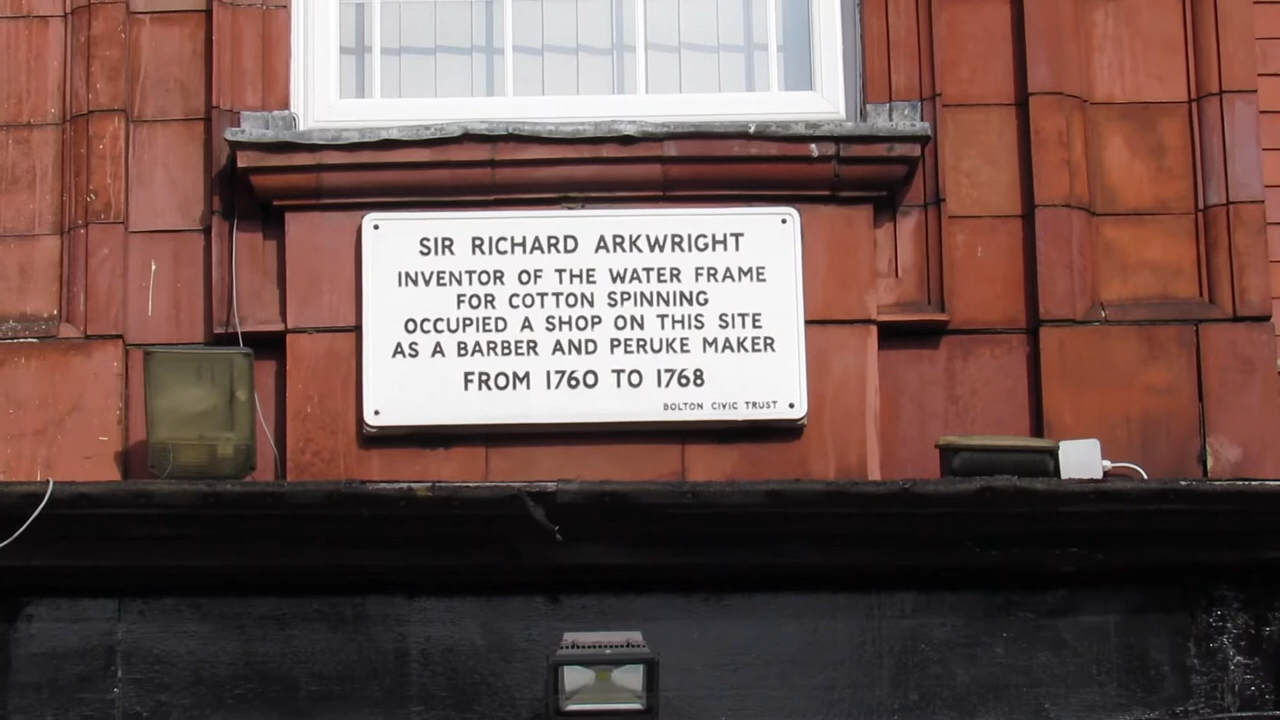 SIR RICHARD ARKWRIGHT
INVENTOR OF THE WATER FRAME
FOR COTTON SPINNING
OCCUPIED A SHOP ON THIS SITE
AS A BARBER AND PERUKE MAKER
FROM 1760 TO 1768
BOLTON CIVIC TRUST